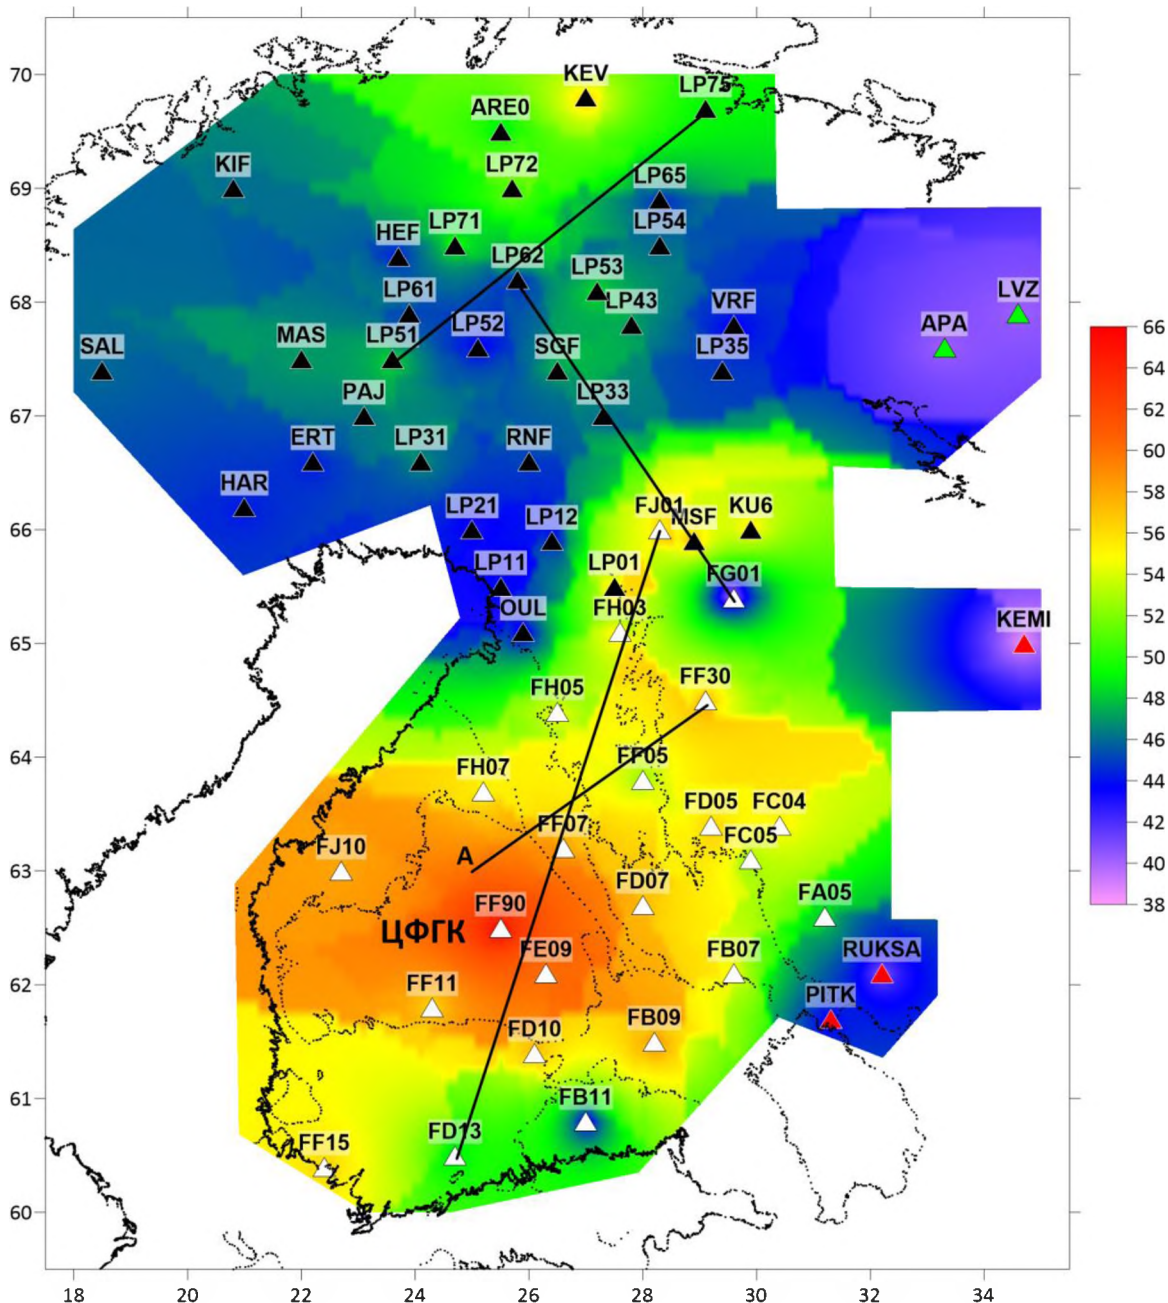 70
KEV
LP75
ARE0
66
LP72
69
KIF
LP65
64
LP71
LP54
HEF
LP62
LP53
62
LP61
LP43
VRF
LVZ
68
LP52
SAL
MAS
LP51
SGF
LP35
APA
60
PAJ
LP33
67
58
ERT
LP31
RNF
HAR
56
LP21
LP12
FJ01
MSF
KU6
66
54
LP11
LP01
FG01
52
OUL
FH03
KEMI
65
50
FH05
FF30
48
FF05
64
46
FH07
FD05
FC04
44
FF07
FJ10
FC05
63
A
42
FD07
FA05
40
FF90
ЦФГК
38
FE09
FB07
RUKSA
62
FF11
PITK
FD10
FB09
61
FB11
FD13
FF15
60
18 20 22 24 26 28 30 32 34